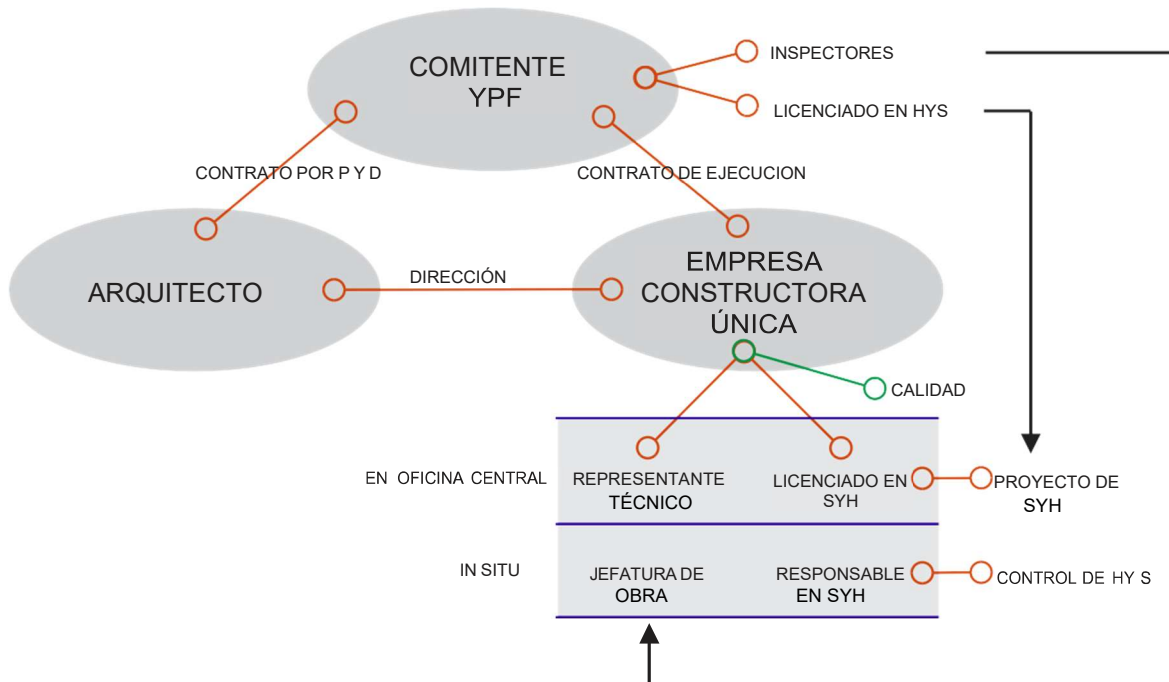 COMITENTE
YPF
INSPECTORES
LICENCIADO EN HYS
CONTRATO POR P Y D
CONTRATO DE EJECUCION
ARQUITECTO
DIRECCIÓN
EMPRESA
CONSTRUCTORA
ÚNICA
CALIDAD
EN OFICINA CENTRAL
REPRESENTANTE
TÉCNICO
LICENCIADO EN
SYH
PROYECTO DE
SYH
IN SITU
JEFATURA DE
OBRA
RESPONSABLE
EN SYH
CONTROL DE HY S